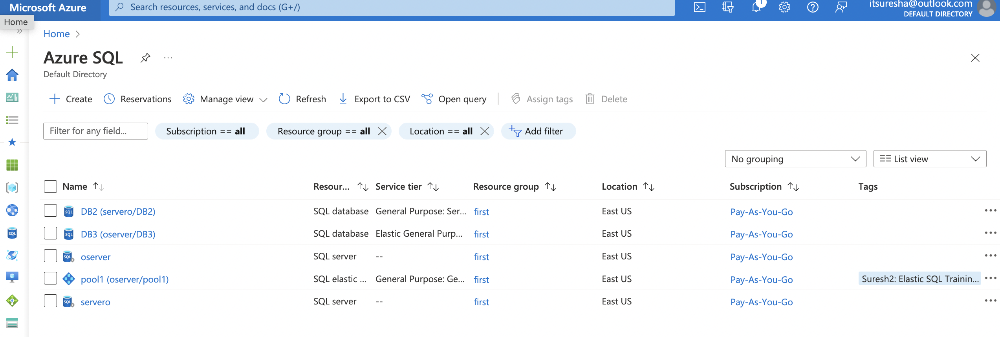 Microsoft Azure
Search resources, services, and docs (G+/)
1
itsuresha@outlook.com
DEFAULT DIRECTORY
Home
Home
Azure SQL
Default Directory
Create Reservations Manage view Refresh Export to CSV Open query Assign tags Delete
Filter for any field... Subscription == all Resource group == all Location == all Add filter
No grouping List view
Name Resour... Service tier Resource group Location Subscription Tags
DB2 (servero/DB2) SQL database General Purpose: Ser... first East US Pay-As-You-Go
DB3 (oserver/DB3) SQL database Elastic General Purp... first East US Pay-As-You-Go
oserver SQL server -- first East US Pay-As-You-Go
pool1 (oserver/pool1) SQL elastic ... General Purpose: Ge... first East US Pay-As-You-Go Suresh2: Elastic SQL Trainin...
servero SQL server -- first East US Pay-As-You-Go